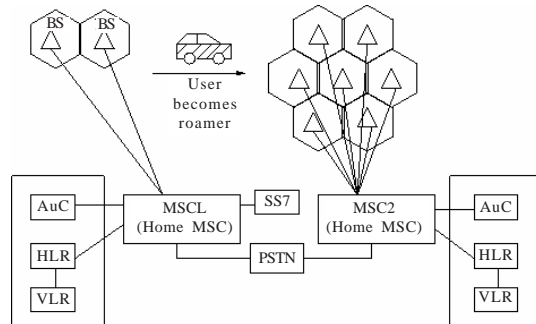 BS BS
User
becomes
roamer
AuC
MSCL
(Home MSC)
SS7
MSC2
(Home MSC)
AuC
HLR
PSTN
HLR
VLR
VLR